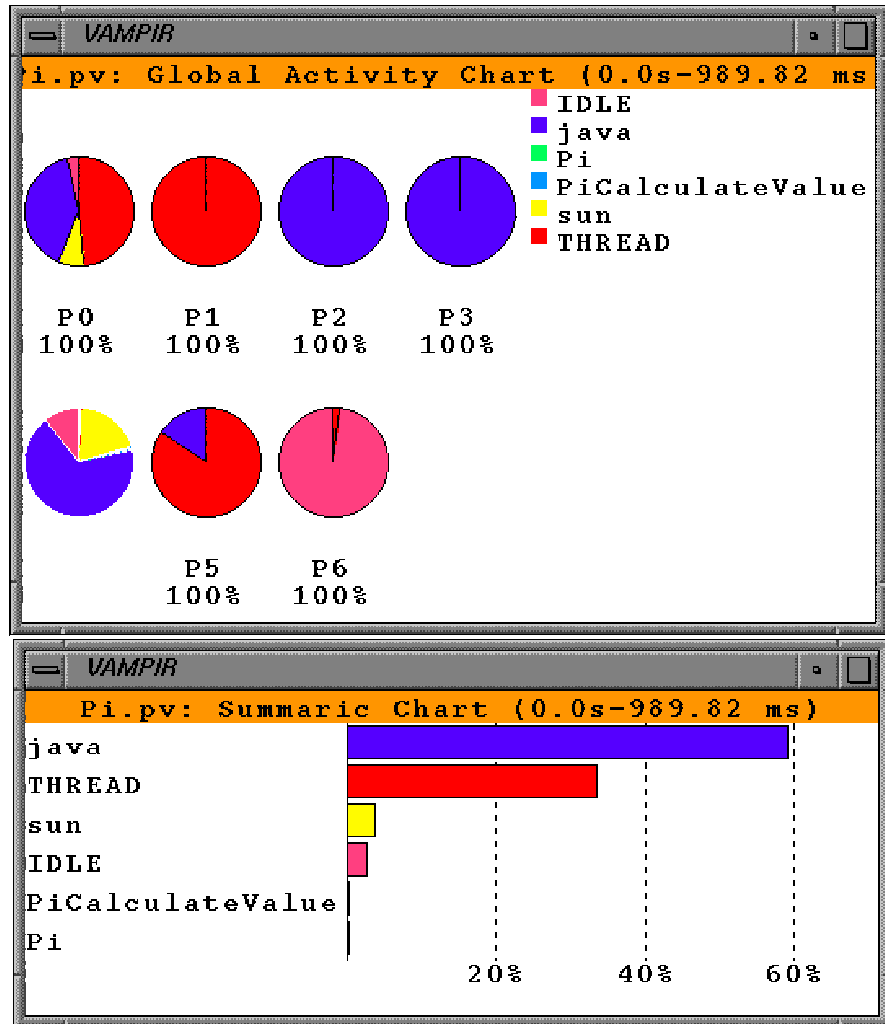 VAMPIR
i.pv: Global Activity Chart (0.0s-989.82 ms
IDLE
java
Pi
PiCalculateValue
sun
THREAD
P0 P1 P2 P3
100% 100% 100% 100%
P5 P6
100% 100%
VAMPIR
Pi.pv: Summaric Chart (0.0s-989.82 ms)
java
THREAD
sun
IDLE
PiCalculateValue
Pi
20% 40% 60%